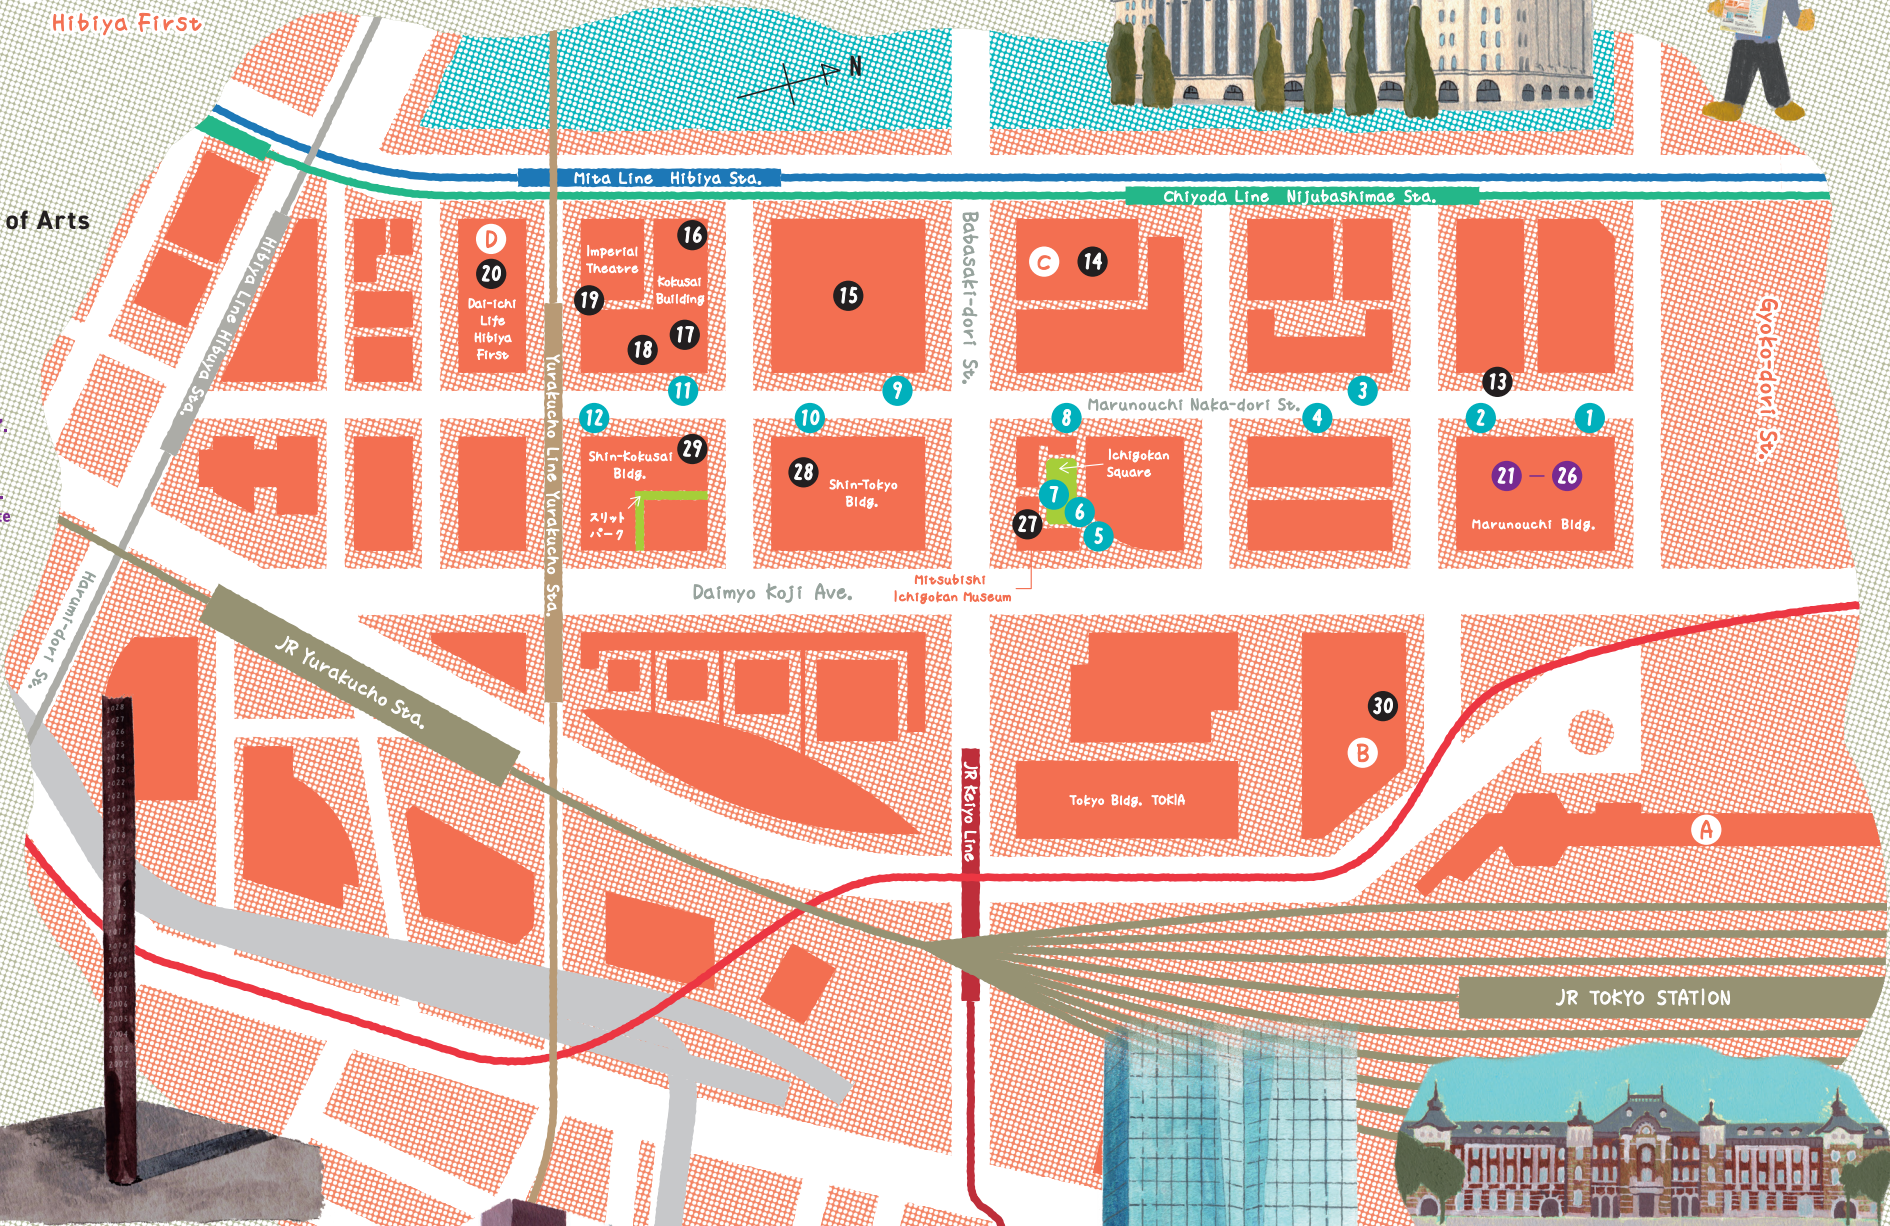 Hibiya First
N
of Arts
Mita Line Hibiya Sta.
Chiyoda Line Nijubashimae Sta.
Hibiya Line Hibuya Sta.
D
20
Dai-ichi
Life
Hibiya
First
Imperial
Theatre
16
Kokusai
Building
19
18
17
15
Babasaki-dori St.
C
14
13
Gyoko-dori St.
11
9
3
12
10
8
Marunouchi Naka-dori St.
4
2
1
Yurakucho Line Yurakucho Sta.
Shin-Kokusai
Bldg.
29
スリット
パーク
28
Shin-Tokyo
Bldg.
Ichigokan
Square
7
6
5
27
21 — 26
Marunouchi Bldg.
Mitsubishi
Ichigokan Museum
Daimyo Koji Ave.
Harumi-dori St.
JR Yurakucho Sta.
JR Keiyo Line
Tokyo Bldg. TOKIA
30
B
A
JR TOKYO STATION